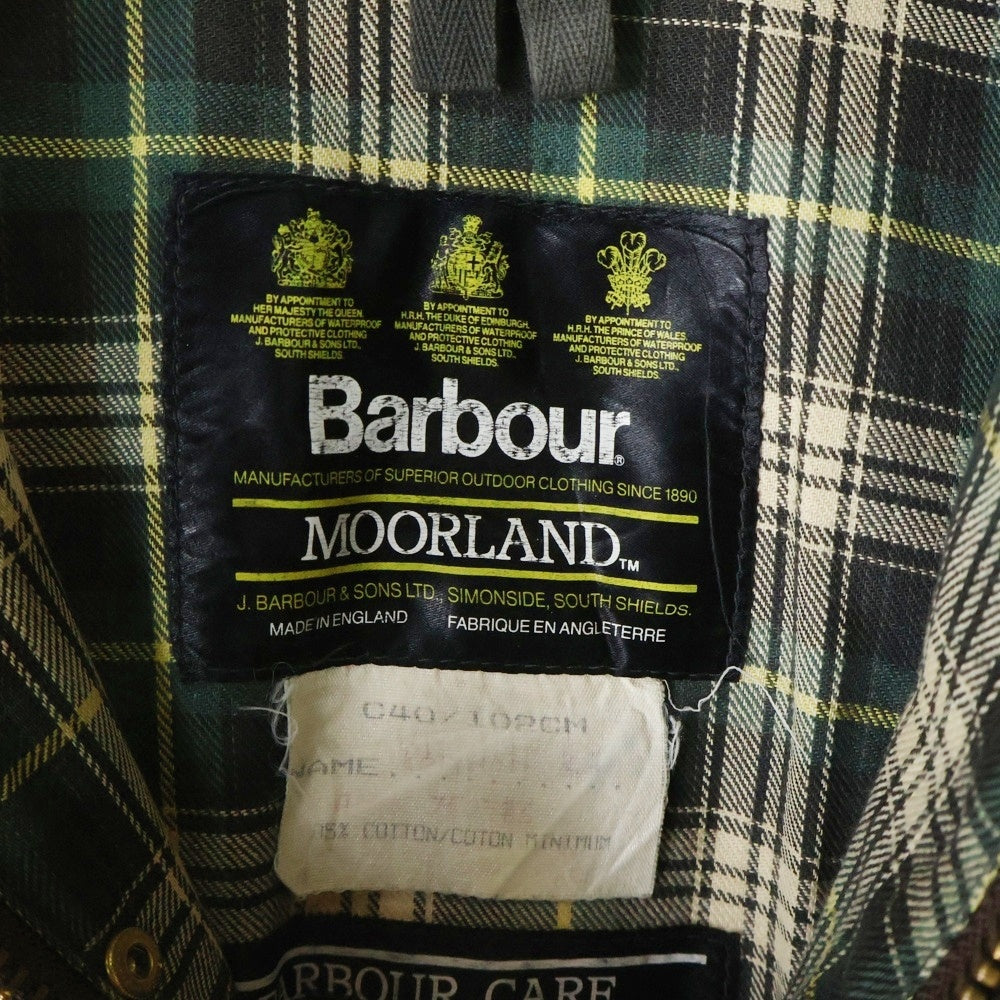 BY APPOINTMENT TO
HER MAJESTY THE QUEEN
MANUFACTURERS OF WATERPROOF
AND PROTECTIVE CLOTHING
J. BARBOUR & SONS LTD.,
SOUTH SHIELDS.
BY APPOINTMENT TO
H.R.H. THE DUKE OF EDINBURGH
MANUFACTURERS OF WATERPROOF
AND PROTECTIVE CLOTHING
J. BARBOUR & SONS LTD.,
SOUTH SHIELDS.
BY APPOINTMENT TO
H.R.H. THE PRINCE OF WALES
MANUFACTURERS OF WATERPROOF
AND PROTECTIVE CLOTHING
J. BARBOUR & SONS LTD.,
SOUTH SHIELDS.
Barbour®
MANUFACTURERS OF SUPERIOR OUTDOOR CLOTHING SINCE 1890
MOORLAND™
J. BARBOUR & SONS LTD., SIMONSIDE, SOUTH SHIELDS.
MADE IN ENGLAND FABRIQUE EN ANGLETERRE
C40/102CM
NAME..............
COTTON/COTON MINIMUM
BARBOUR CARE